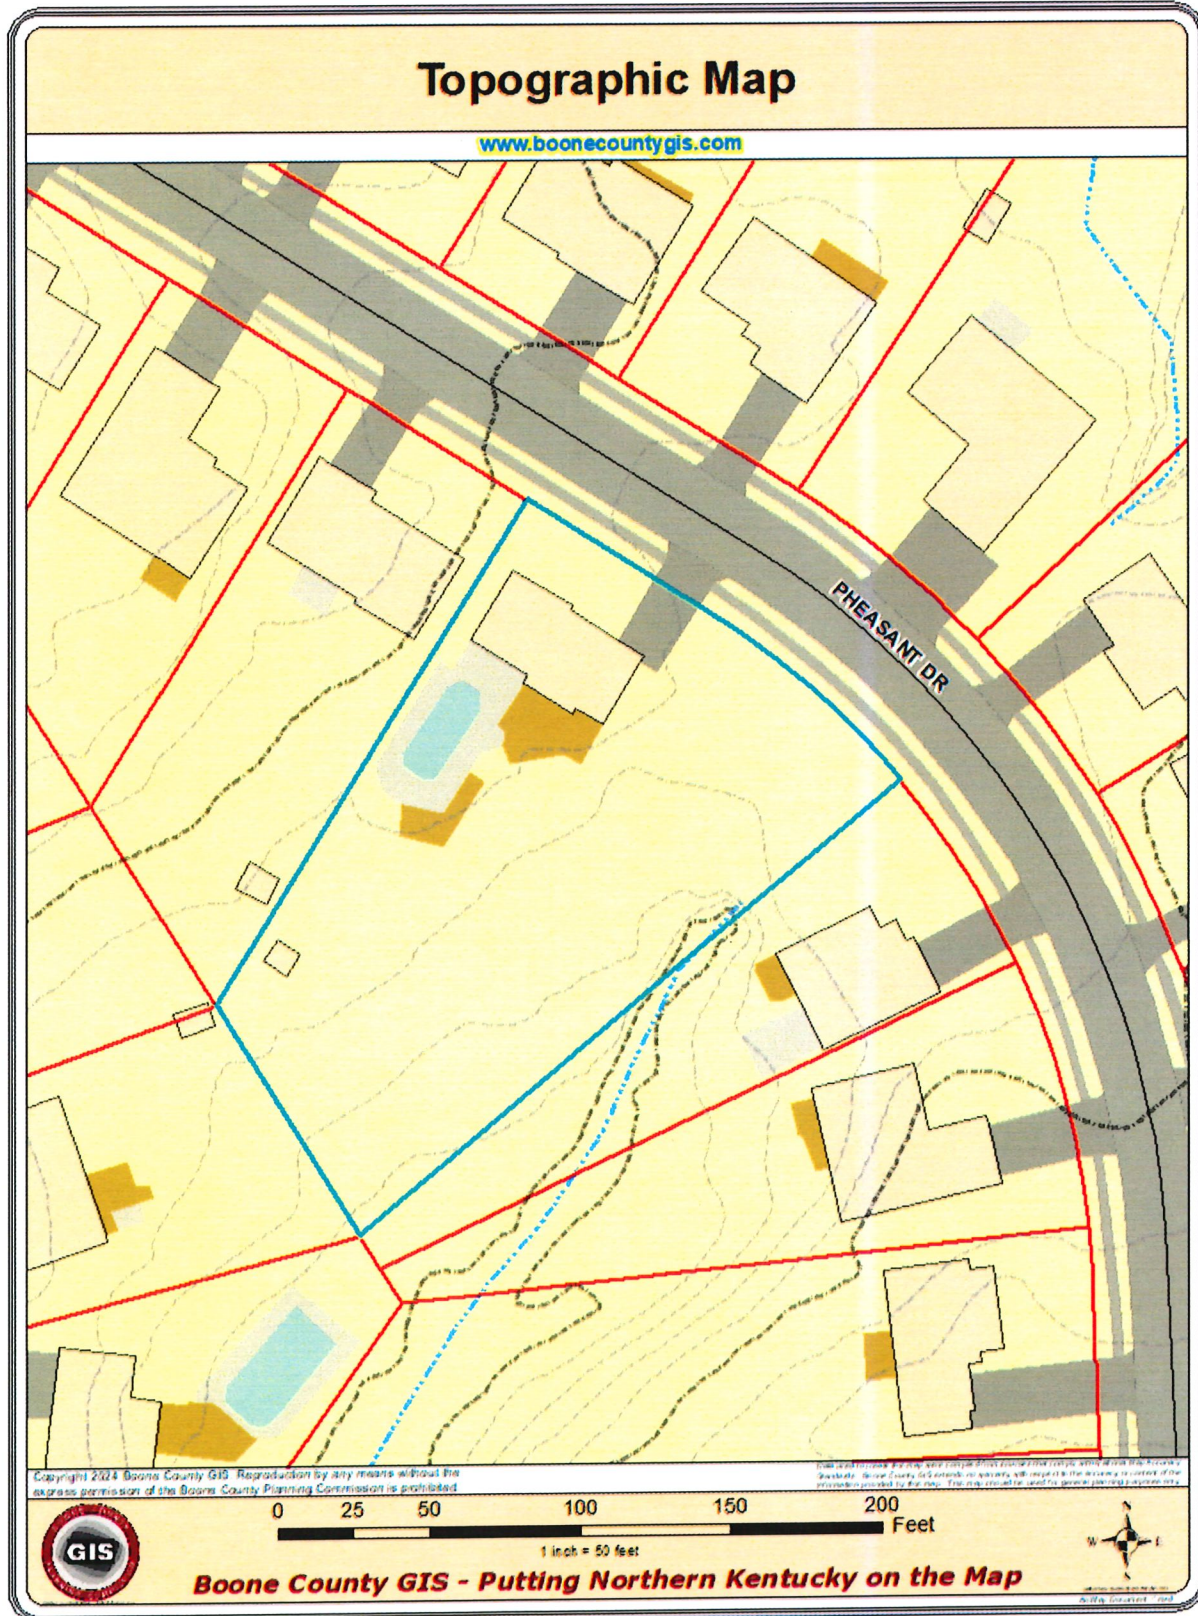 Topographic Map
www.boonecountygis.com
PHEASANT DR
Copyright 2024 Boone County GIS. Reproduction by any means without the
express permission of the Boone County Planning Commission is prohibited.
0 25 50 100 150 200
Feet
1 inch = 50 feet
N
W E
GIS
Boone County GIS - Putting Northern Kentucky on the Map